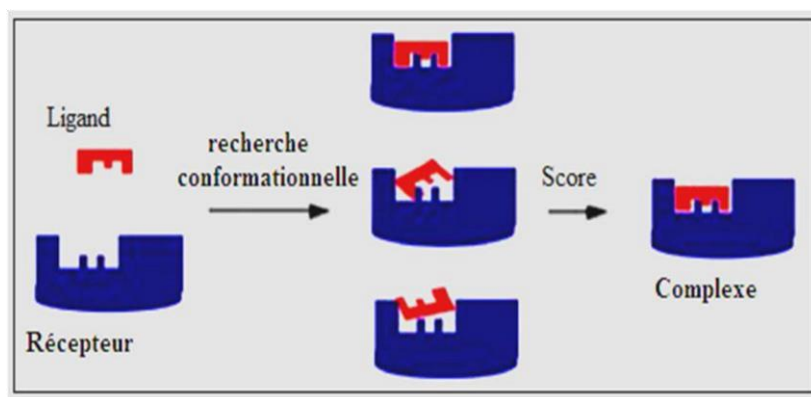 Ligand
Récepteur
recherche
conformationnelle
Score
Complexe